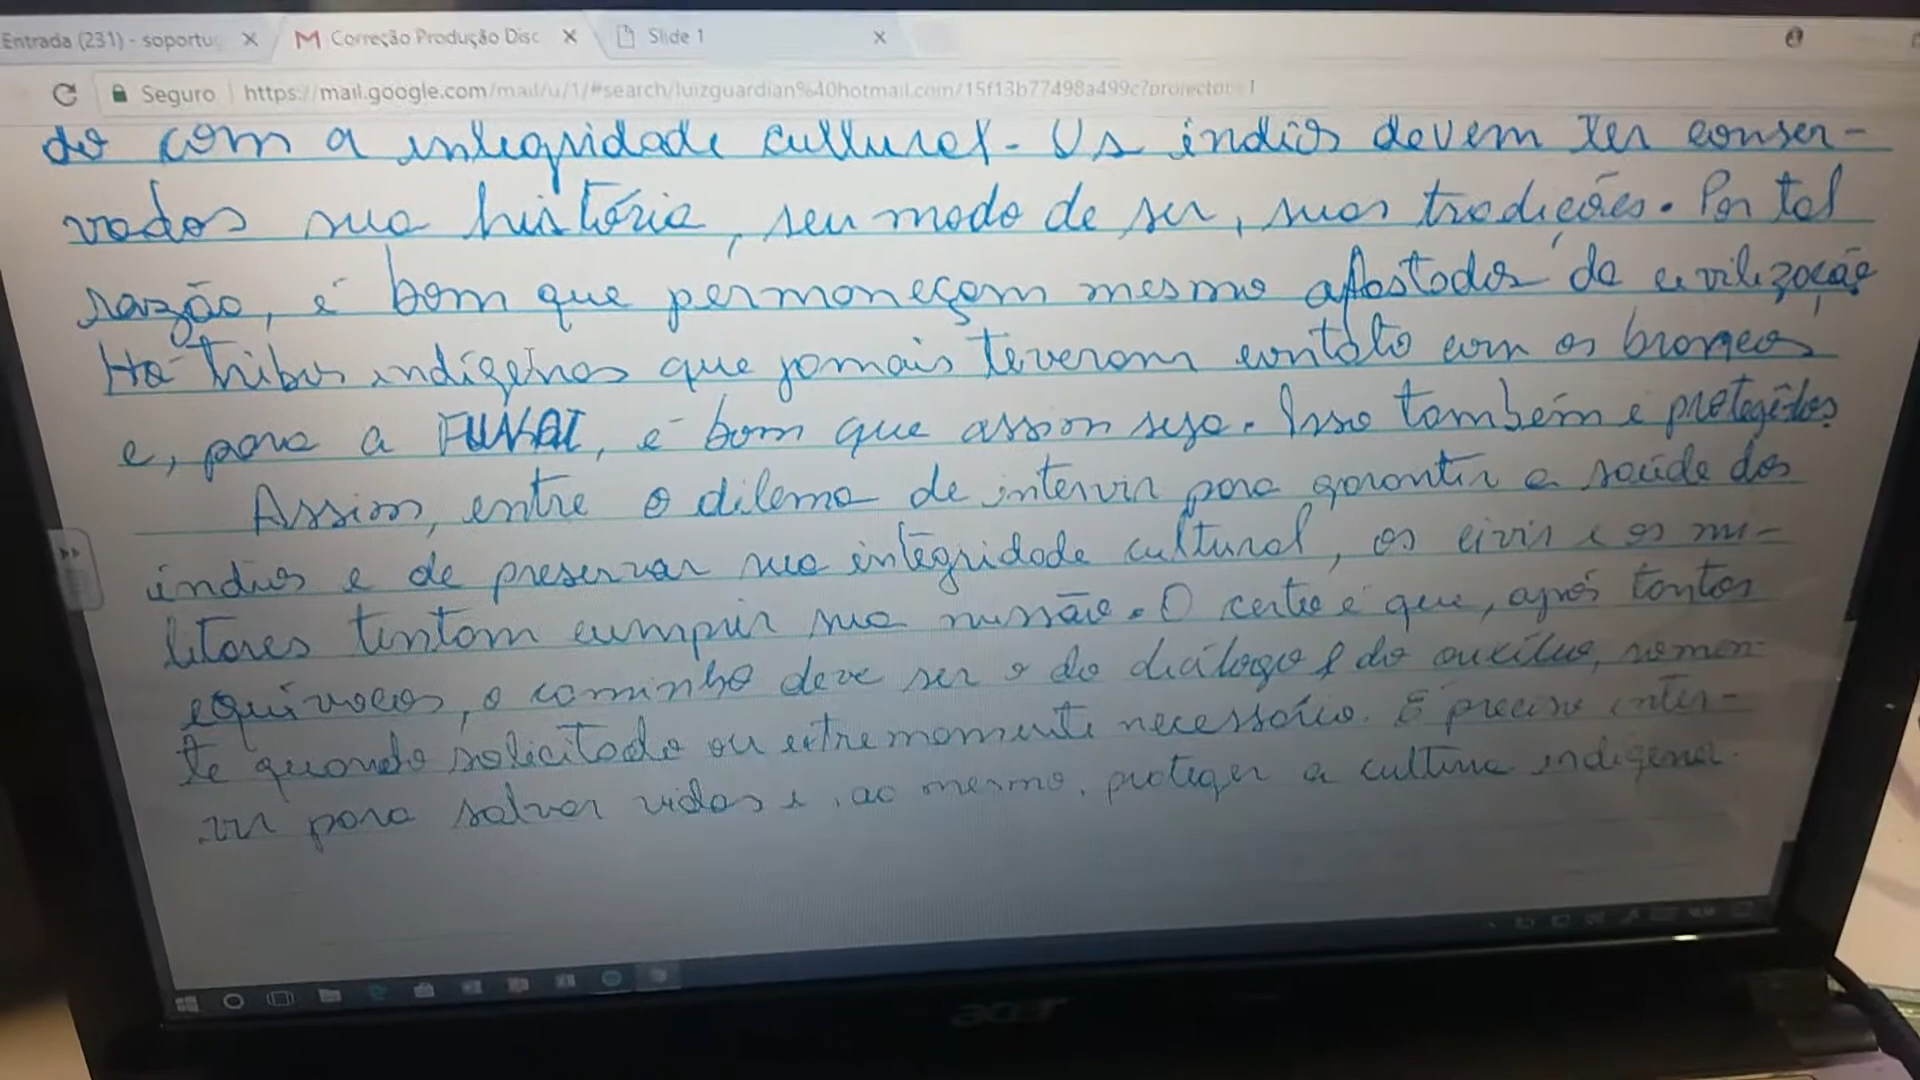 Entrada (231) - soportug
Correção Produção Disc
Slide 1
Seguro https://mail.google.com/mail/u/1/#search/luizguardian%40hotmail.com/15f13b77498a499c?projector=1
do com a integridade cultural. Os índios devem ter conser-
vados sua história, seu modo de ser, suas tradições. Por tal
razão, é bom que permaneçam mesmo afastados da civilização
Há tribos indígenas que jamais tiveram contato com os brancos
e, para a FUNAI, é bom que assim seja. Isso também é protegê-los.
Assim, entre o dilema de intervir para garantir a saúde dos
índios e de preservar sua integridade cultural, os civis e os mi-
litares tentam cumprir sua missão. O certo é que, após tantos
equívocos, o caminho deve ser o do diálogo e do auxílio, somen-
te quando solicitado ou extremamente necessário. É preciso inter-
vir para salvar vidas e, ao mesmo, proteger a cultura indígena.
acer